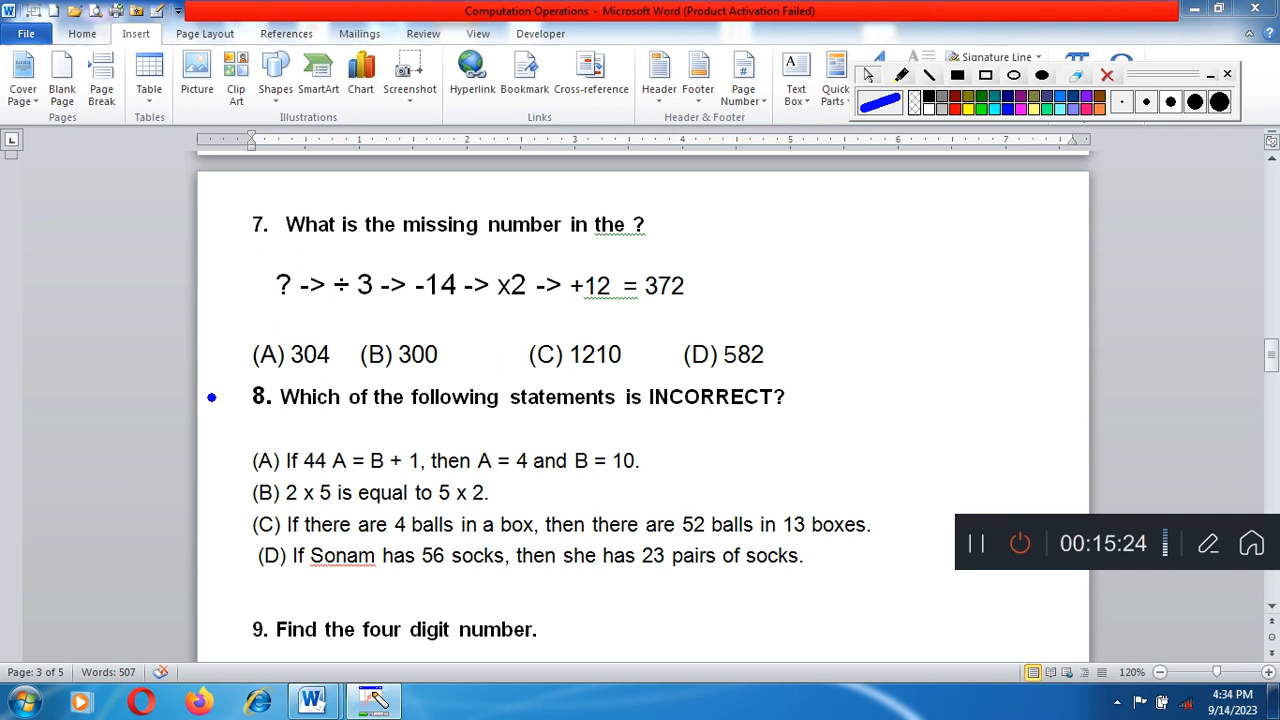 Computation Operations - Microsoft Word (Product Activation Failed)
File Home Insert Page Layout References Mailings Review View Developer
Cover Page Blank Page Page Break Table Picture Clip Art Shapes SmartArt Chart Hyperlink Bookmark Cross-reference Header Footer Page Number Text Box Quick Parts Signature Line
Pages Tables Illustrations Links Header & Footer
1 2 3 4 5 6 7
7. What is the missing number in the ?
? -> ÷ 3 -> -14 -> x2 -> +12 = 372
(A) 304 (B) 300 (C) 1210 (D) 582
8. Which of the following statements is INCORRECT?
(A) If 44 A = B + 1, then A = 4 and B = 10.
(B) 2 x 5 is equal to 5 x 2.
(C) If there are 4 balls in a box, then there are 52 balls in 13 boxes.
(D) If Sonam has 56 socks, then she has 23 pairs of socks.
00:15:24
9. Find the four digit number.
Page: 3 of 5 Words: 507 120%
4:34 PM
9/14/2023